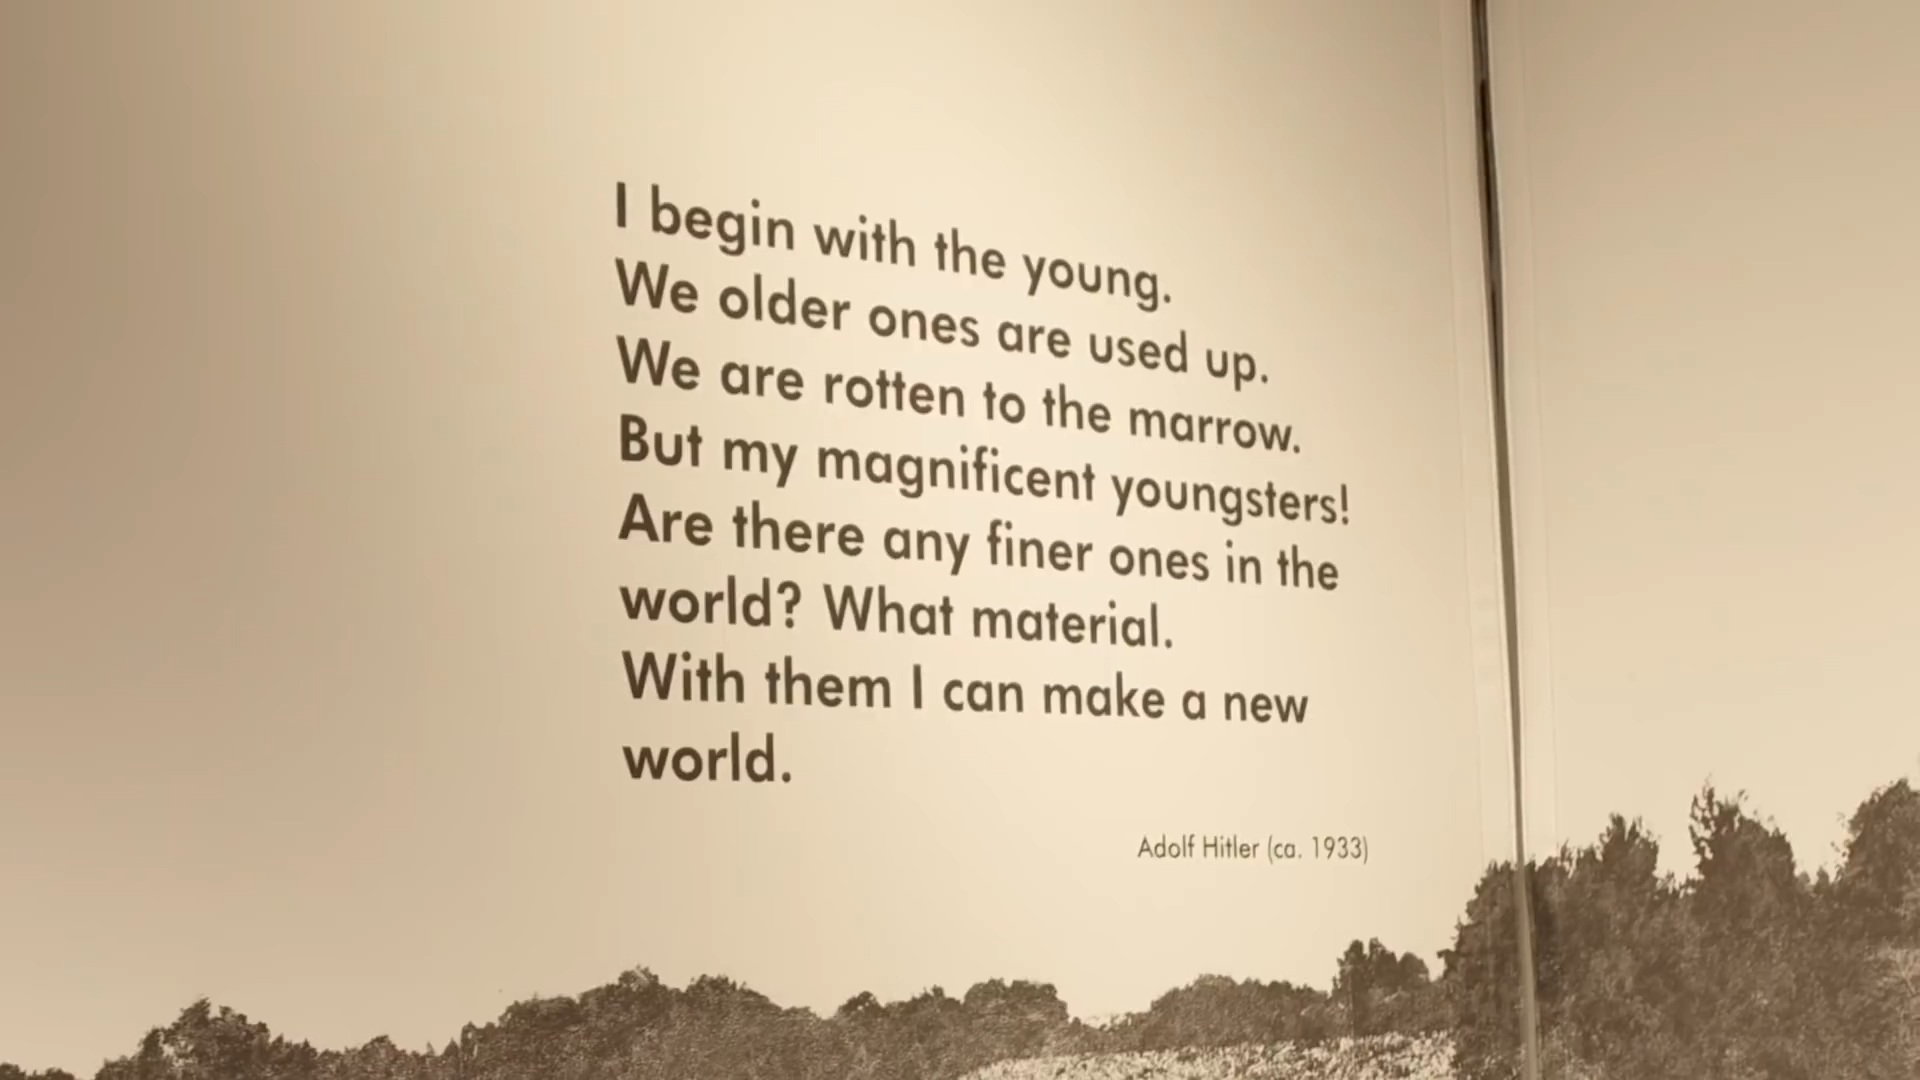 I begin with the young.
We older ones are used up.
We are rotten to the marrow.
But my magnificent youngsters!
Are there any finer ones in the
world? What material.
With them I can make a new
world.
Adolf Hitler (ca. 1933)